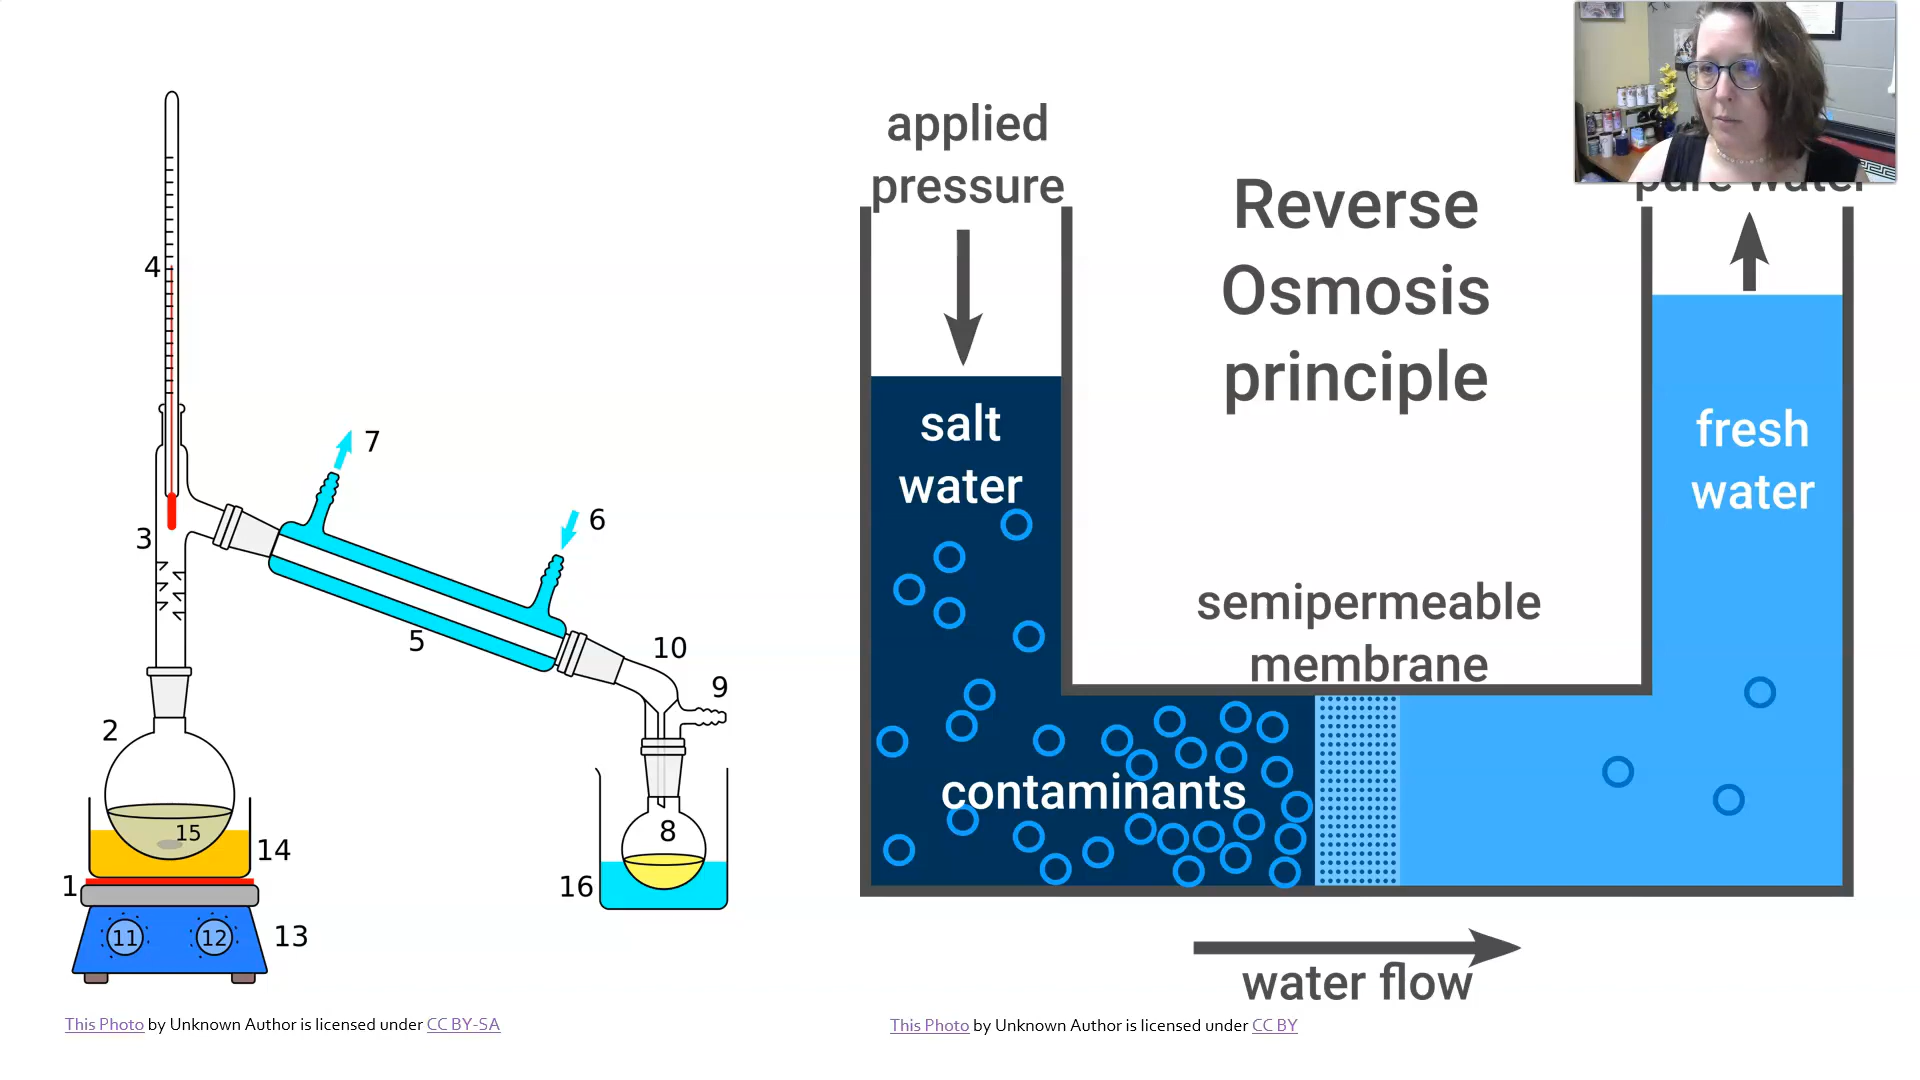 4
7
6
3
5
10
9
2
8
15
14
16
1
11
12
13
This Photo by Unknown Author is licensed under CC BY-SA
applied
pressure
Reverse
Osmosis
principle
pure water
salt
water
fresh
water
semipermeable
membrane
contaminants
water flow
This Photo by Unknown Author is licensed under CC BY